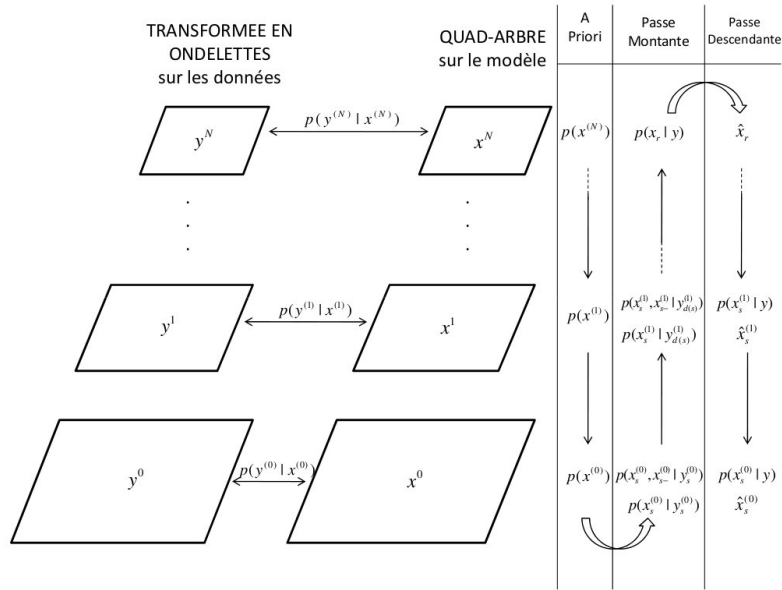 TRANSFORMEE EN
ONDELETTES
sur les données
QUAD-ARBRE
sur le modèle
A
Priori
Passe
Montante
Passe
Descendante
y^N
p(y^{(N)} | x^{(N)})
x^N
p(x^{(N)})
p(x_r | y)
x̂_r
y^1
p(y^{(1)} | x^{(1)})
x^1
p(x^{(1)})
p(x_s^{(1)}, x_{s-}^{(1)} | y_{d(s)}^{(1)})
p(x_s^{(1)} | y_{d(s)}^{(1)})
p(x_s^{(1)} | y)
x̂_s^{(1)}
y^0
p(y^{(0)} | x^{(0)})
x^0
p(x^{(0)})
p(x_s^{(0)}, x_{s-}^{(0)} | y_s^{(0)})
p(x_s^{(0)} | y_s^{(0)})
p(x_s^{(0)} | y)
x̂_s^{(0)}